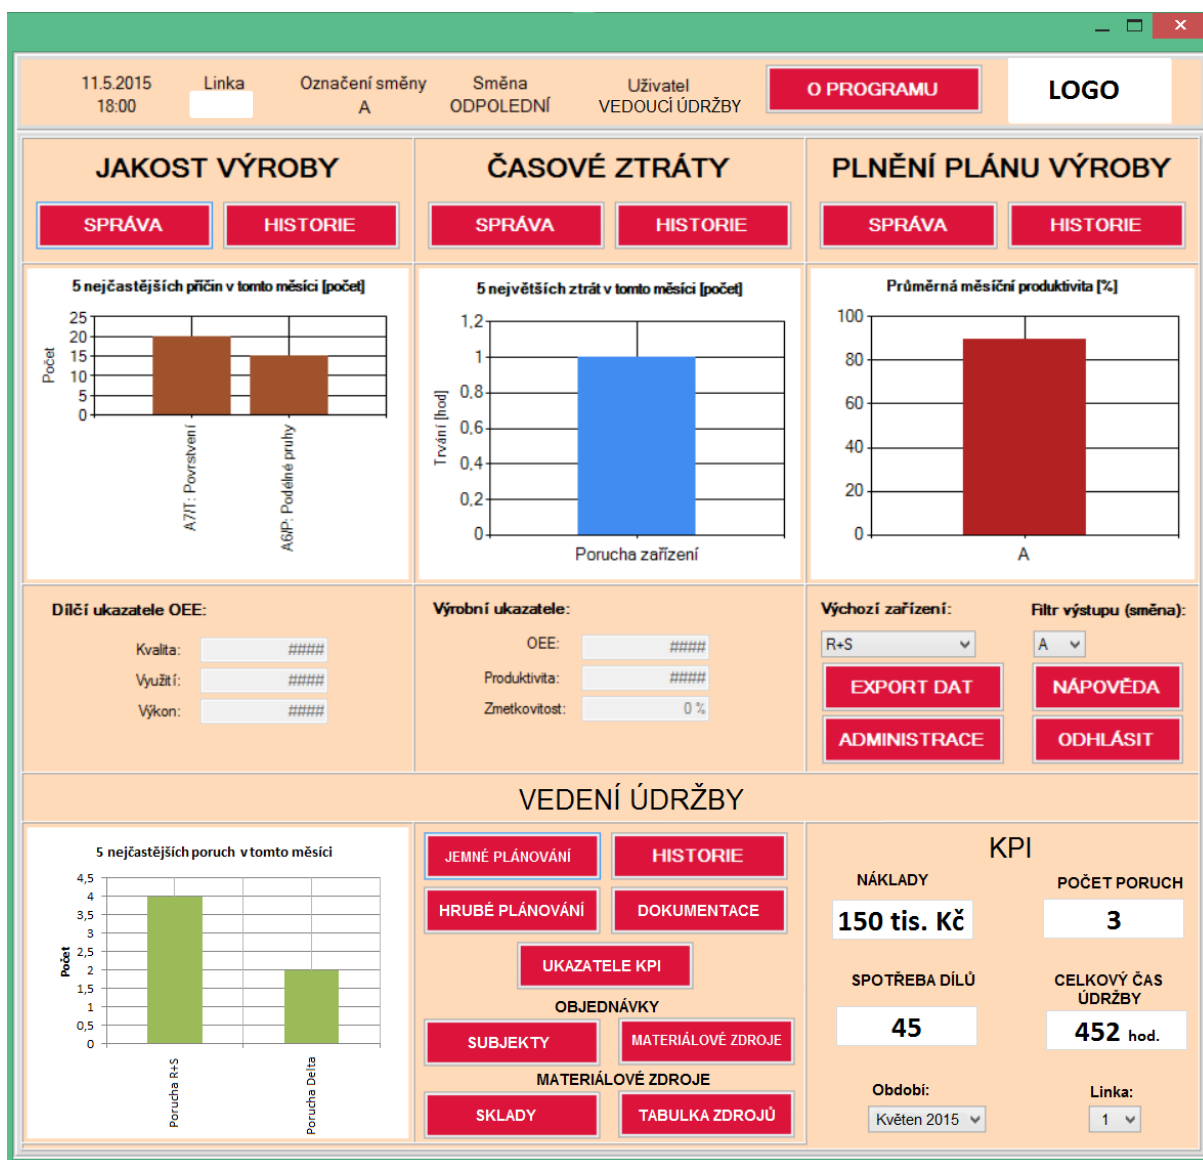 11.5.2015
18:00
Linka
Označení směny
A
Směna
ODPOLEDNÍ
Uživatel
VEDOUCÍ ÚDRŽBY
O PROGRAMU
LOGO
JAKOST VÝROBY
SPRÁVA
HISTORIE
ČASOVÉ ZTRÁTY
SPRÁVA
HISTORIE
PLNĚNÍ PLÁNU VÝROBY
SPRÁVA
HISTORIE
5 nejčastějších příčin v tomto měsíci [počet]
Počet
25
20
15
10
5
0
A7/T: Povrstvení
A6/P: Podélné pruhy
5 největších ztrát v tomto měsíci [počet]
Trvání [hod]
1,2
1
0,8
0,6
0,4
0,2
0
Porucha zařízení
Průměrná měsíční produktivita [%]
100
80
60
40
20
0
A
Dílčí ukazatele OEE:
Kvalita: ####
Využití: ####
Výkon: ####
Výrobní ukazatele:
OEE: ####
Produktivita: ####
Zmetkovitost: 0 %
Výchozí zařízení:
R+S
Filtr výstupu (směna):
A
EXPORT DAT
NÁPOVĚDA
ADMINISTRACE
ODHLÁSIT
VEDENÍ ÚDRŽBY
5 nejčastějších poruch v tomto měsíci
Počet
4,5
4
3,5
3
2,5
2
1,5
1
0,5
0
Porucha R+S
Porucha Delta
JEMNÉ PLÁNOVÁNÍ
HISTORIE
HRUBÉ PLÁNOVÁNÍ
DOKUMENTACE
UKAZATELE KPI
OBJEDNÁVKY
SUBJEKTY
MATERIÁLOVÉ ZDROJE
MATERIÁLOVÉ ZDROJE
SKLADY
TABULKA ZDROJŮ
KPI
NÁKLADY
150 tis. Kč
POČET PORUCH
3
SPOTŘEBA DÍLŮ
45
CELKOVÝ ČAS
ÚDRŽBY
452 hod.
Období:
Květen 2015
Linka:
1